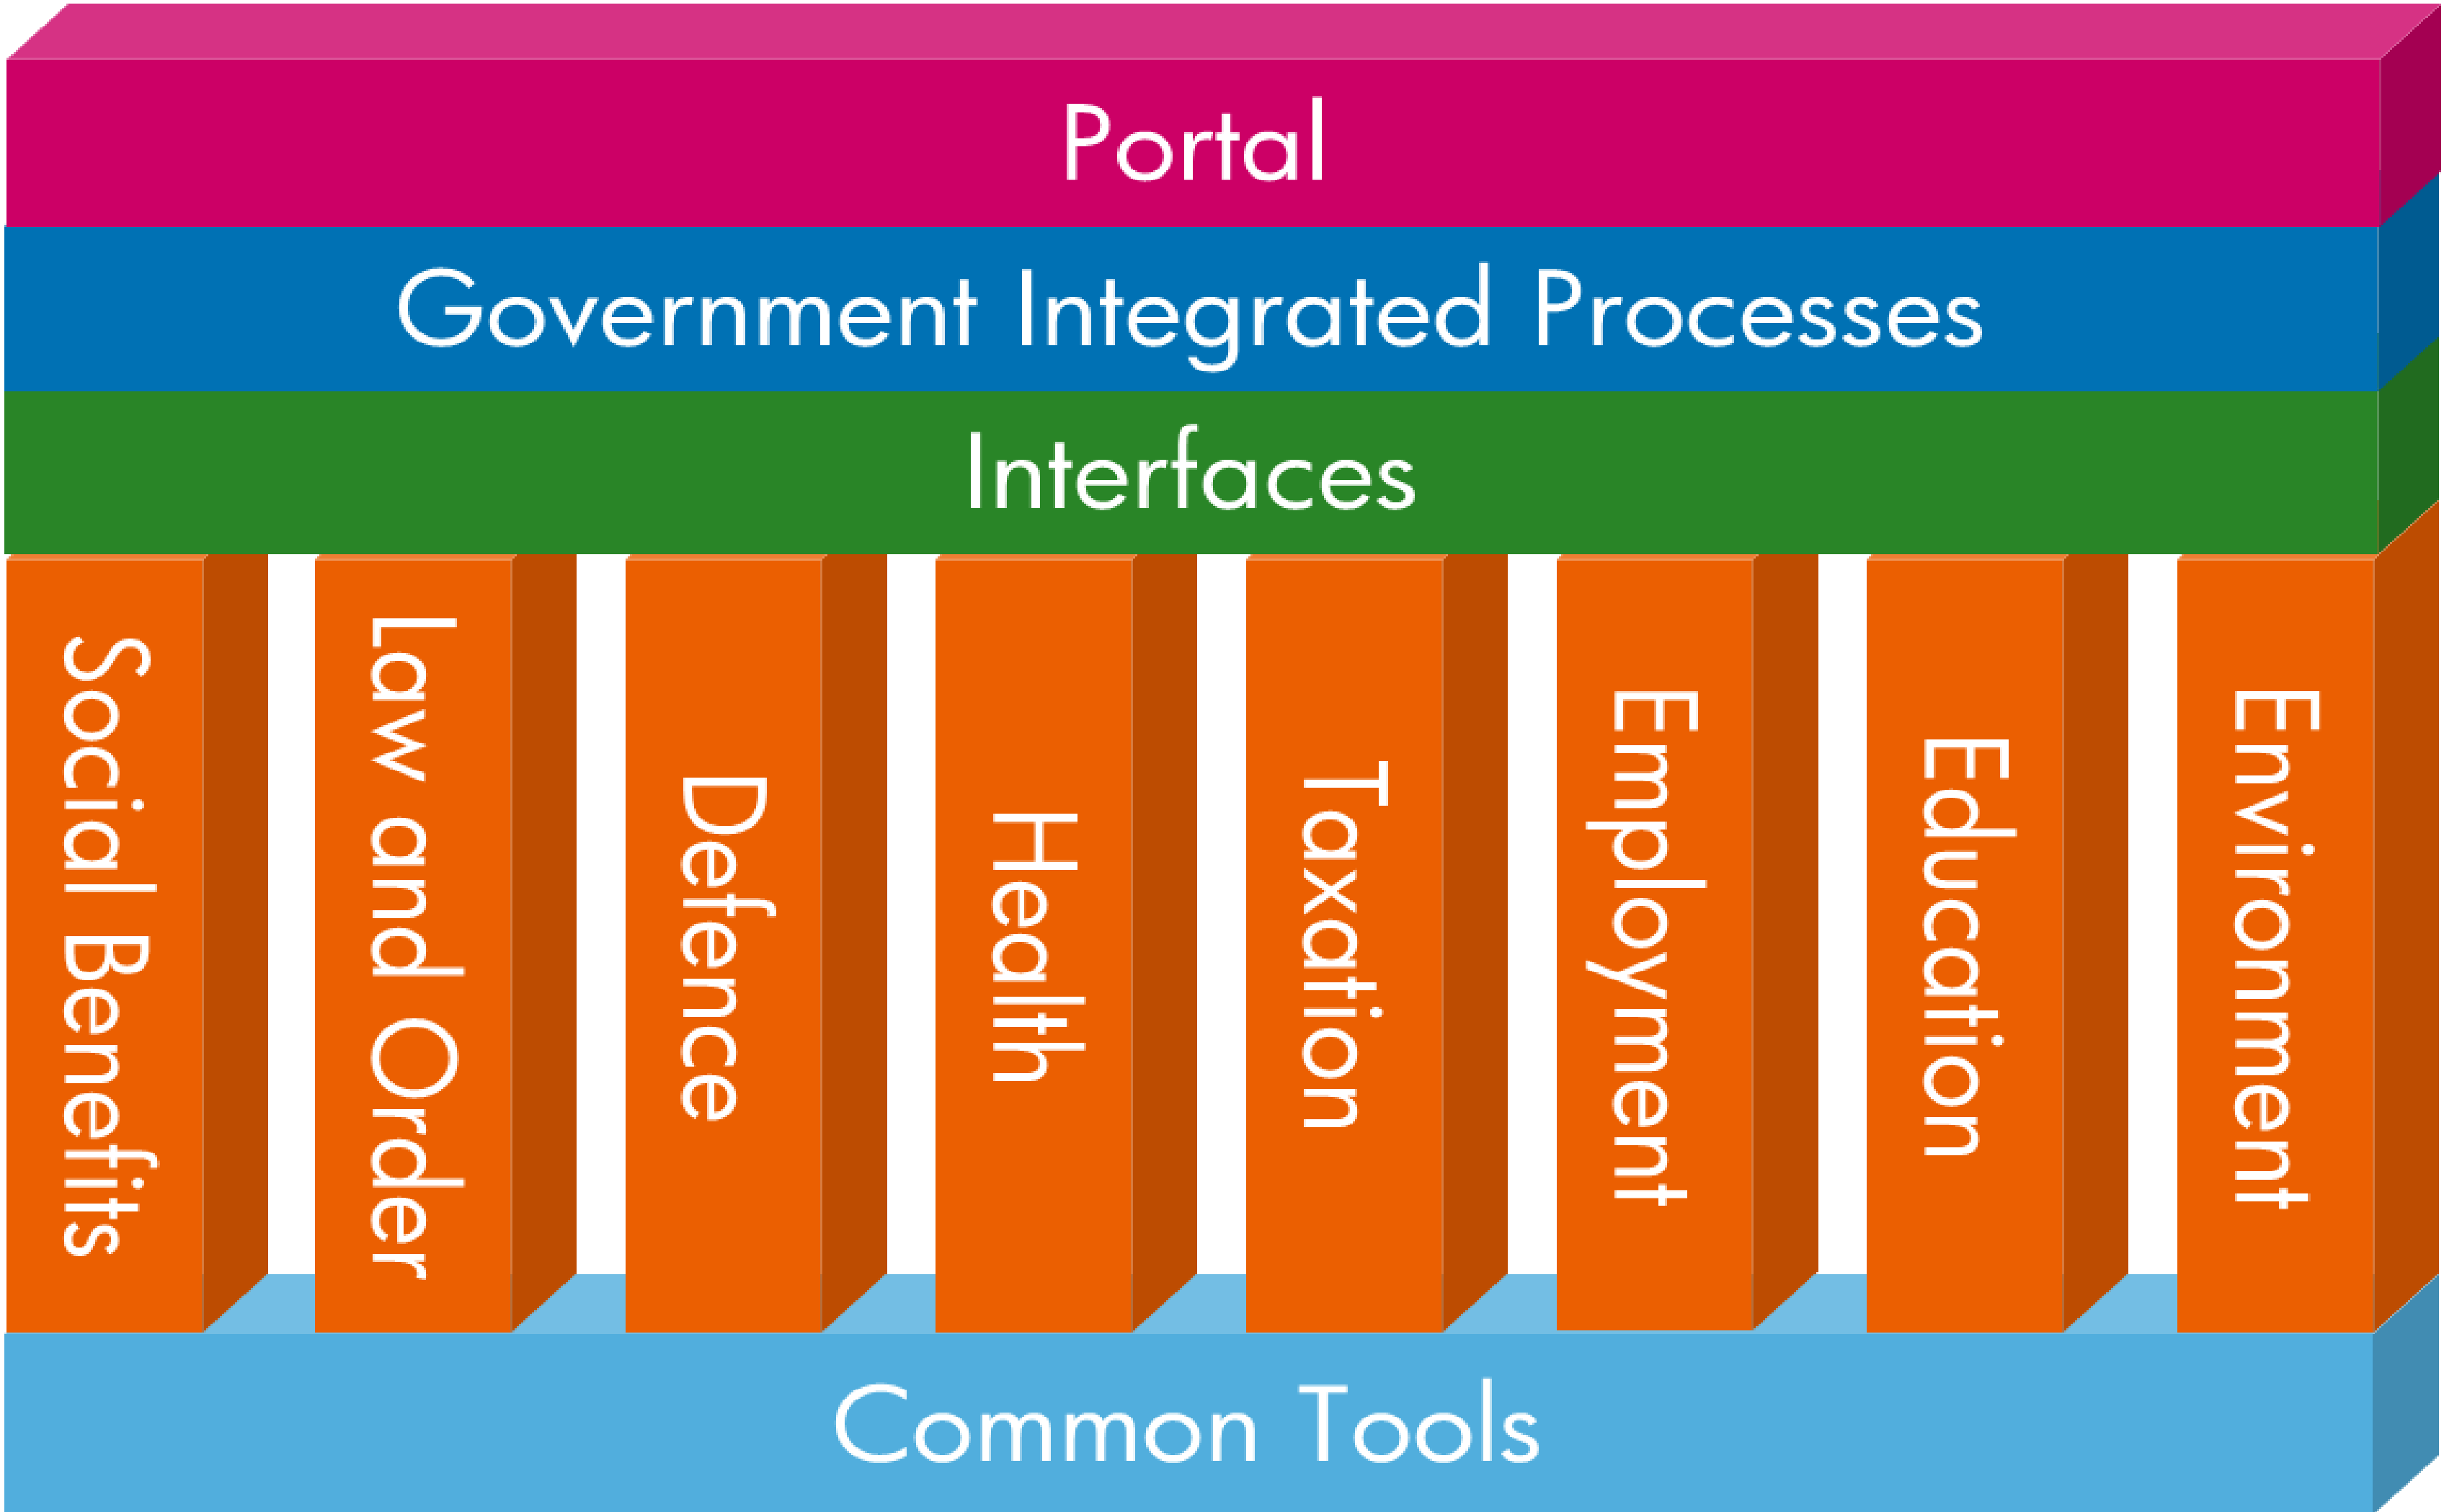 Portal
Government Integrated Processes
Interfaces
Social Benefits
Law and Order
Defence
Health
Taxation
Employment
Education
Environment
Common Tools